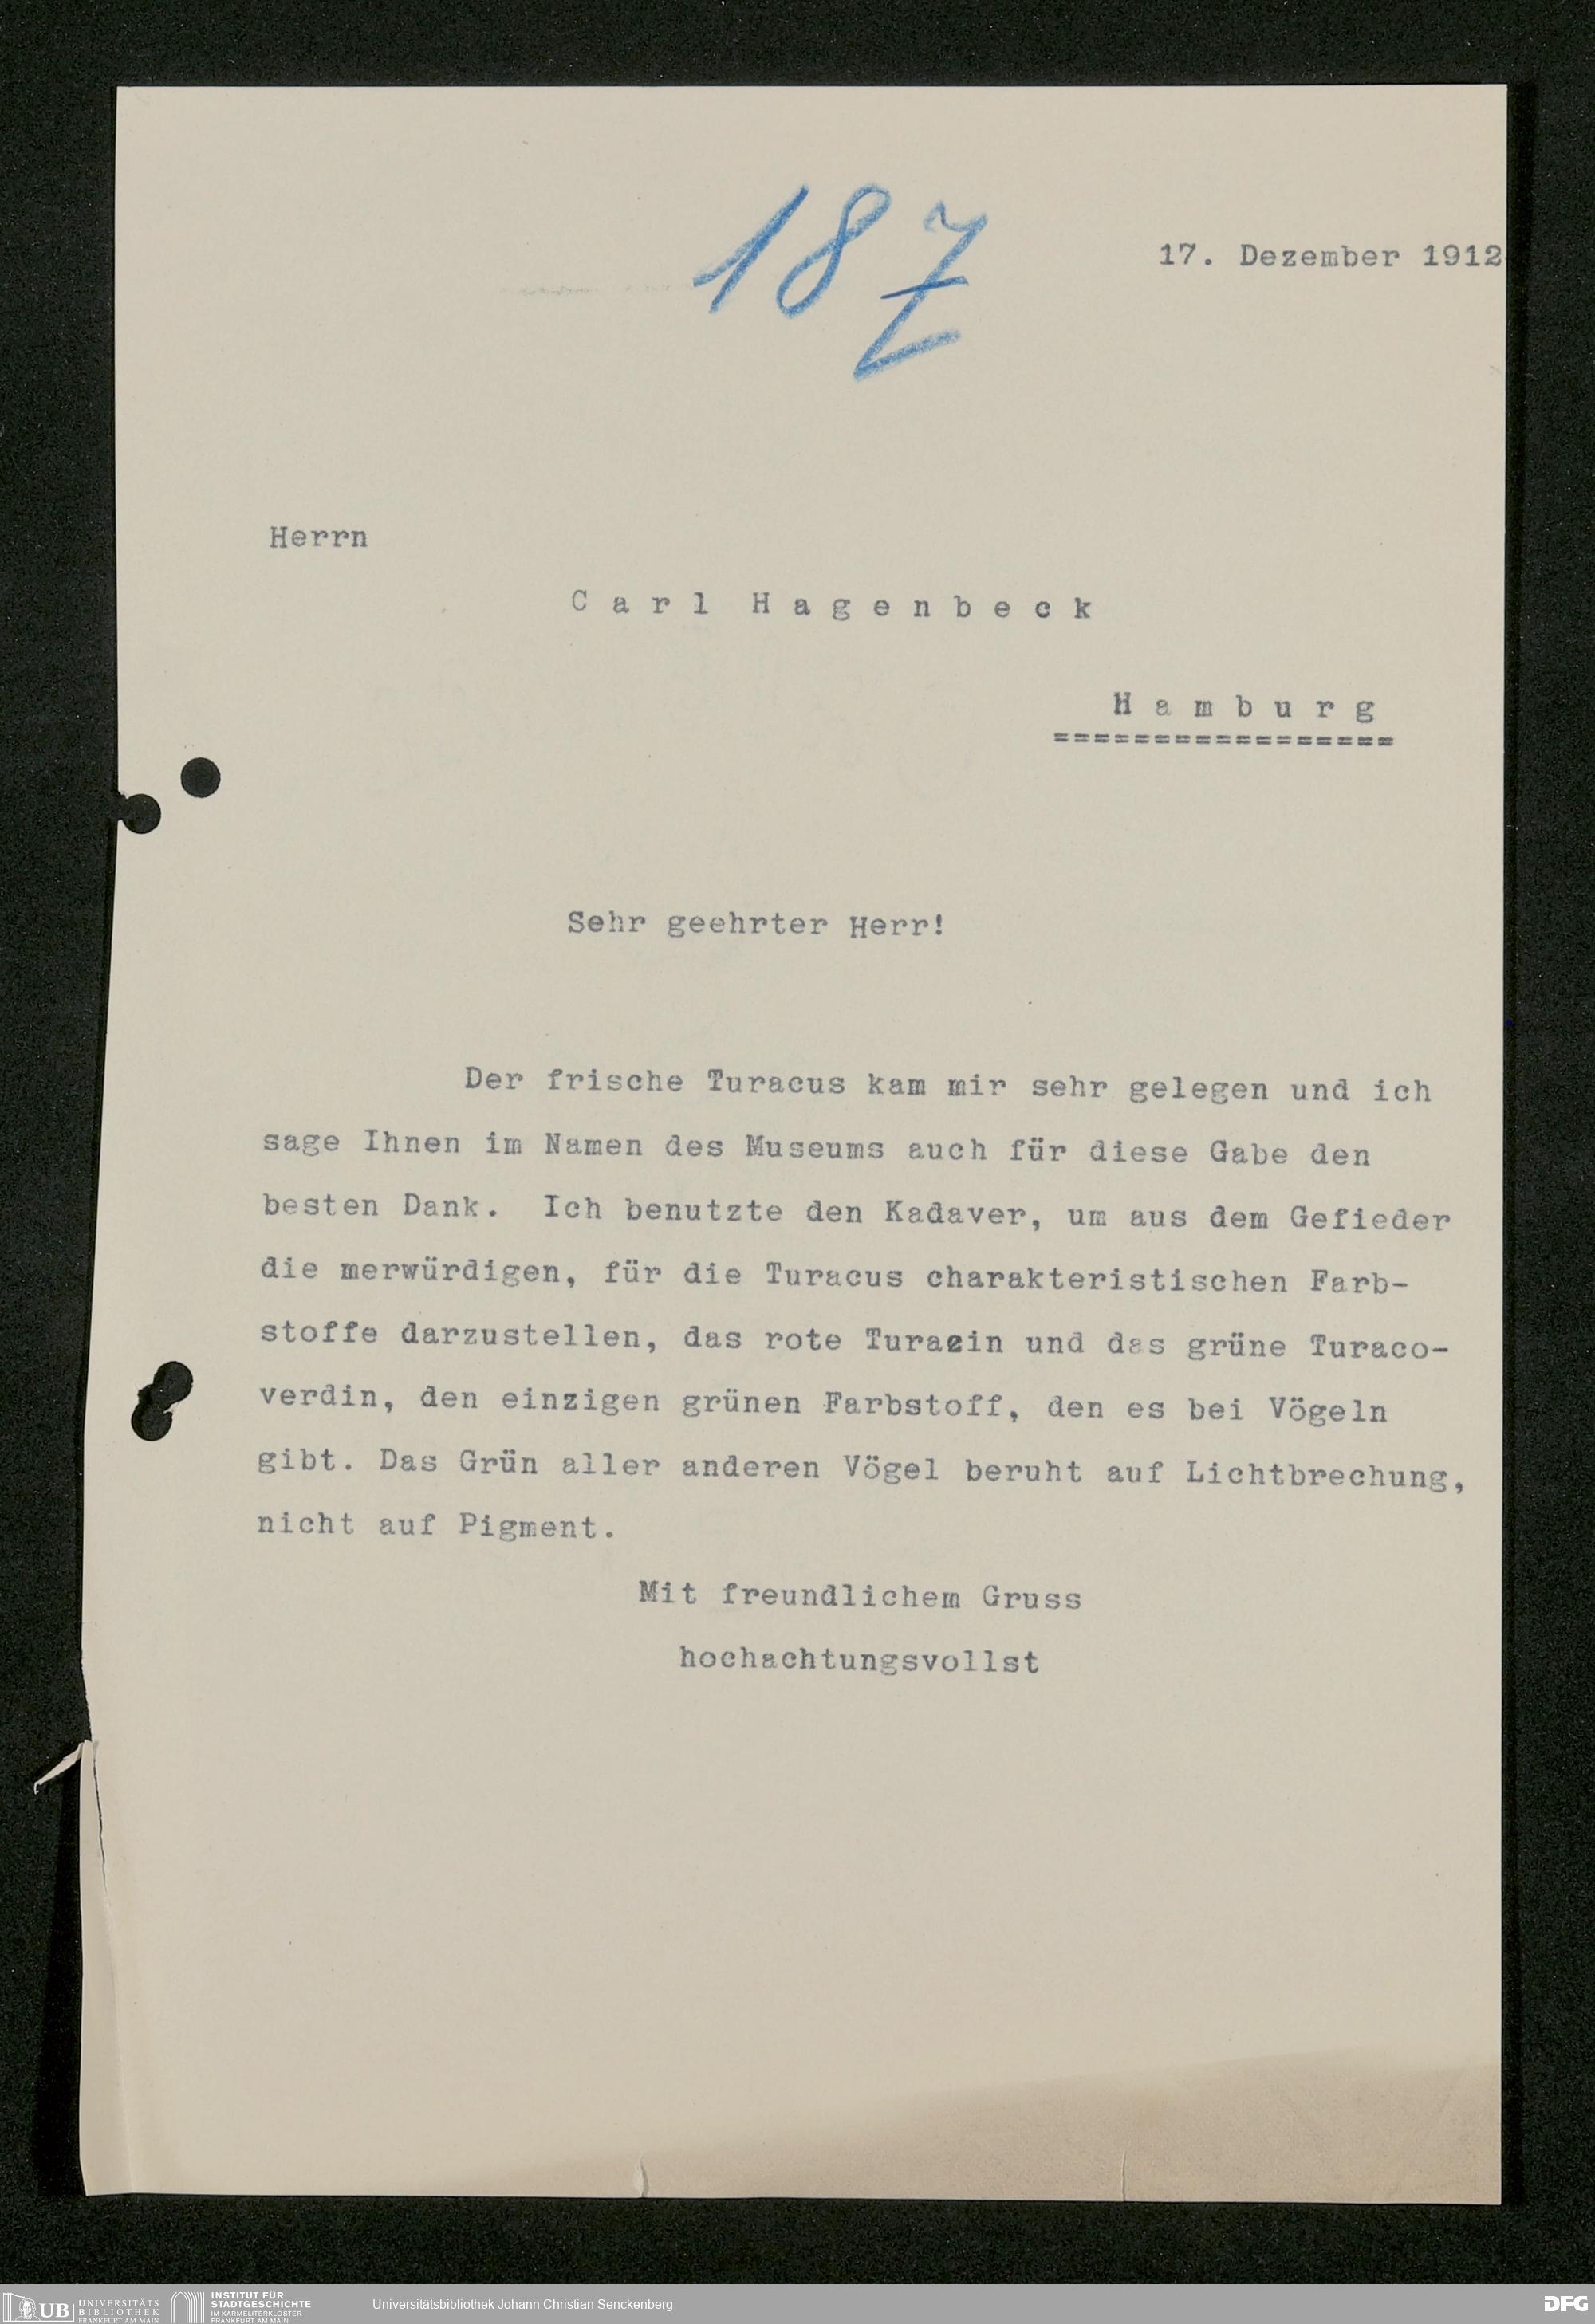 187
17. Dezember 1912
Herrn
C a r l  H a g e n b e c k
H a m b u r g
=================
Sehr geehrter Herr!
Der frische Turacus kam mir sehr gelegen und ich
sage Ihnen im Namen des Museums auch für diese Gabe den
besten Dank. Ich benutzte den Kadaver, um aus dem Gefieder
die merwürdigen, für die Turacus charakteristischen Farb-
stoffe darzustellen, das rote Turacin und das grüne Turaco-
verdin, den einzigen grünen Farbstoff, den es bei Vögeln
gibt. Das Grün aller anderen Vögel beruht auf Lichtbrechung,
nicht auf Pigment.
Mit freundlichem Gruss
hochachtungsvollst
UB UNIVERSITÄTS
BIBLIOTHEK
FRANKFURT AM MAIN
INSTITUT FÜR
STADTGESCHICHTE
IM KARMELITERKLOSTER
FRANKFURT AM MAIN
Universitätsbibliothek Johann Christian Senckenberg
DFG